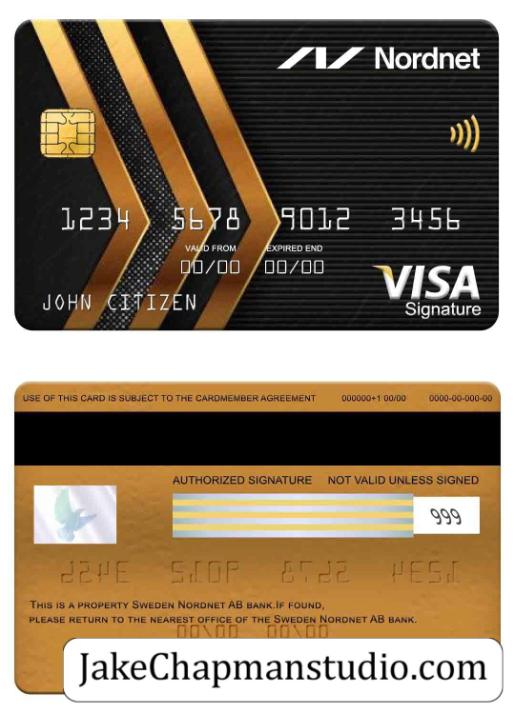 Nordnet
1234 5678 9012 3456
VALID FROM EXPIRED END
00/00 00/00
JOHN CITIZEN
VISA
Signature
USE OF THIS CARD IS SUBJECT TO THE CARDMEMBER AGREEMENT 000000+1 00/00 0000-00-000-00
AUTHORIZED SIGNATURE NOT VALID UNLESS SIGNED
999
THIS IS A PROPERTY SWEDEN NORDNET AB BANK.IF FOUND,
PLEASE RETURN TO THE NEAREST OFFICE OF THE SWEDEN NORDNET AB BANK.
JakeChapmanstudio.com